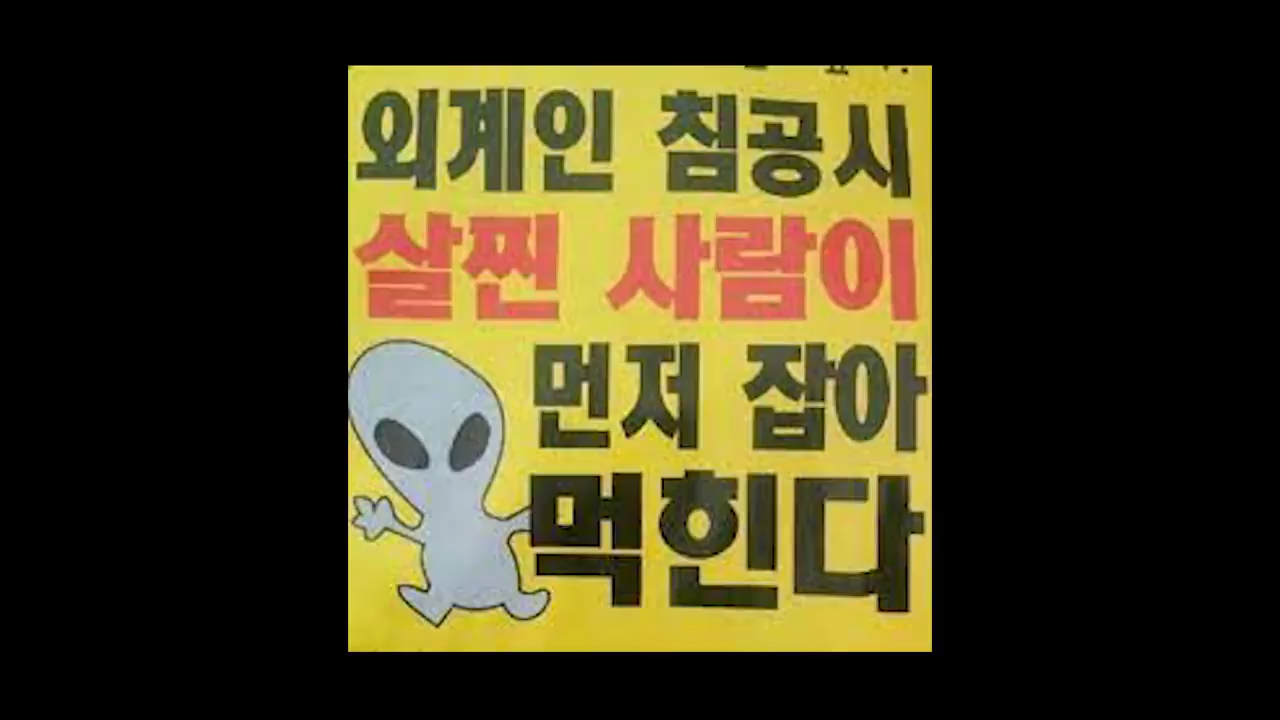 외계인 침공시
살찐 사람이
먼저 잡아
먹힌다